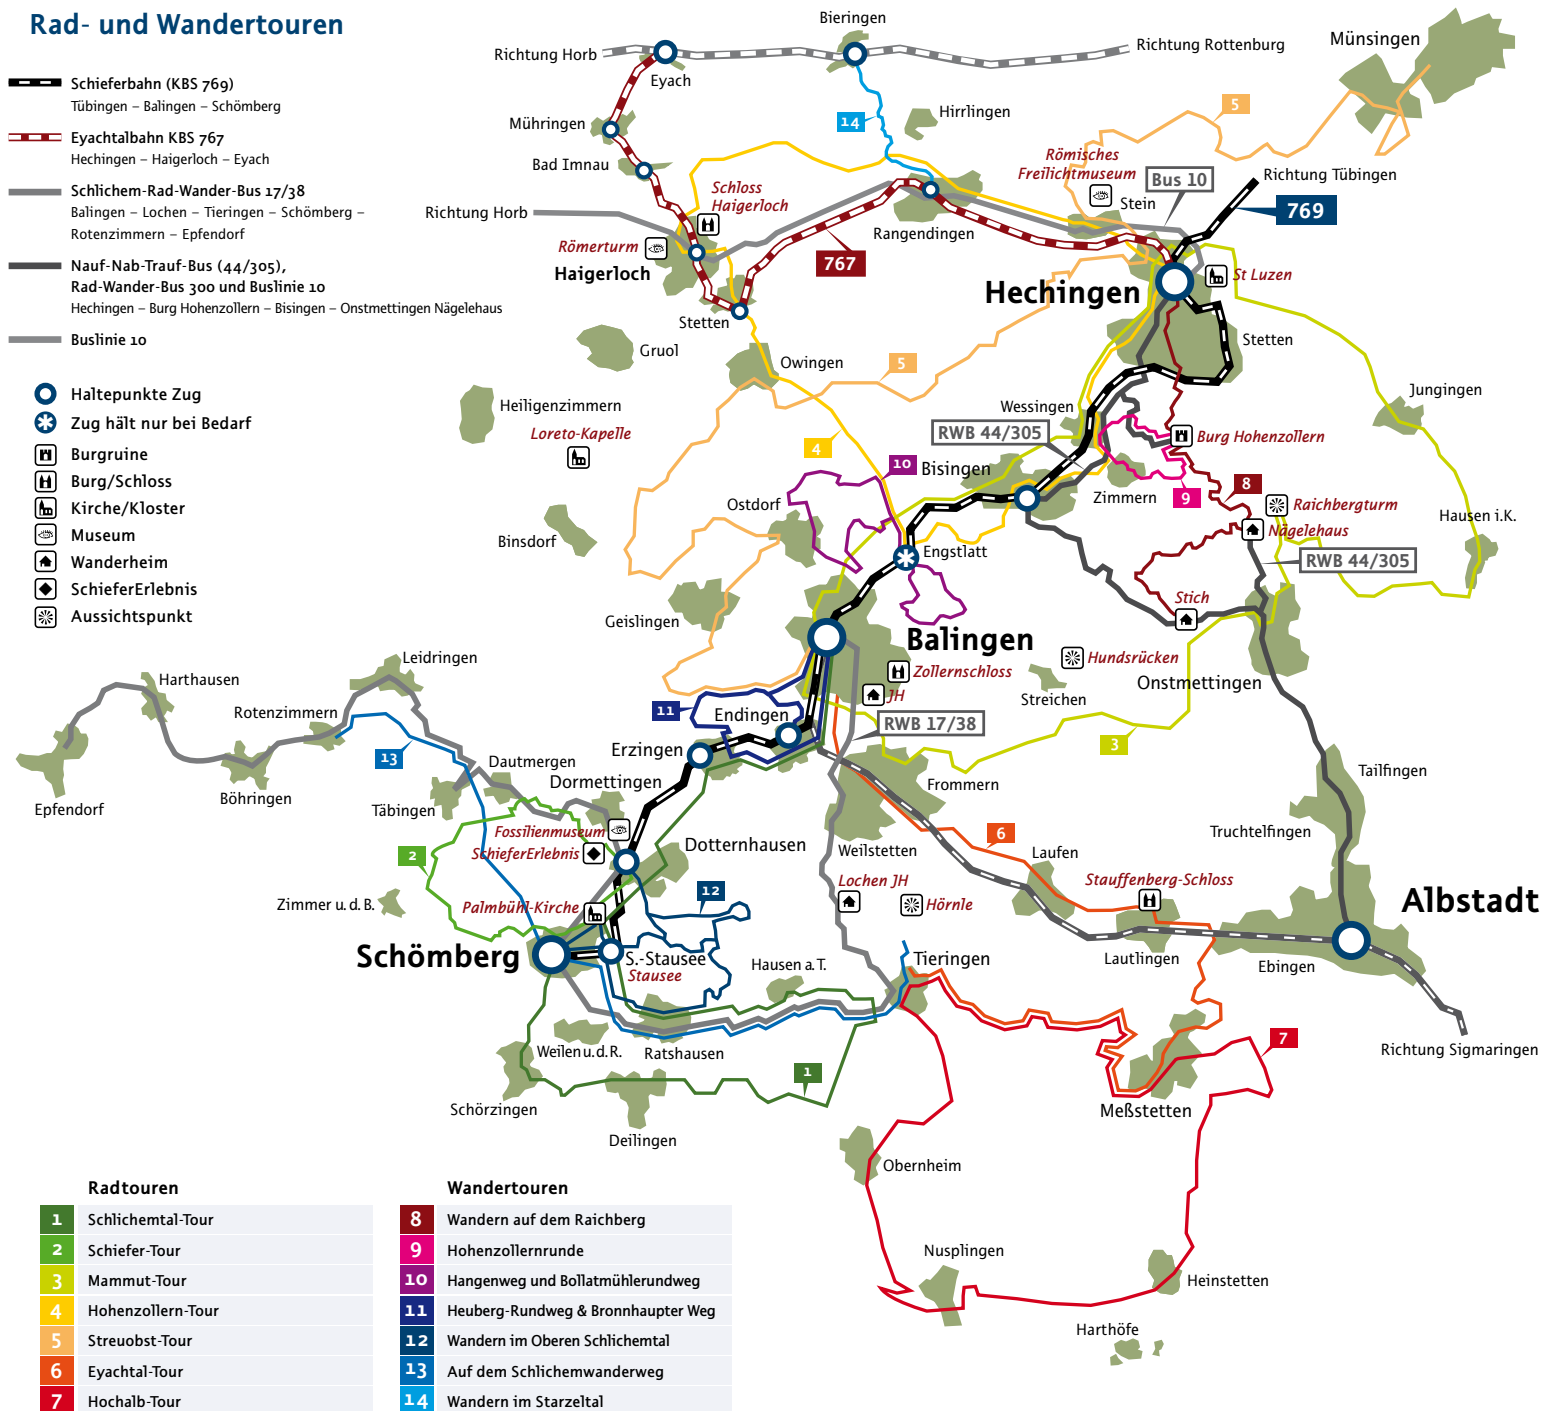 Rad- und Wandertouren
Schieferbahn (KBS 769)
Tübingen – Balingen – Schömberg
Eyachtalbahn KBS 767
Hechingen – Haigerloch – Eyach
Schlichem-Rad-Wander-Bus 17/38
Balingen – Lochen – Tieringen – Schömberg –
Rotenzimmern – Epfendorf
Nauf-Nab-Trauf-Bus (44/305),
Rad-Wander-Bus 300 und Buslinie 10
Hechingen – Burg Hohenzollern – Bisingen – Onstmettingen Nägelehaus
Buslinie 10
Haltepunkte Zug
Zug hält nur bei Bedarf
Burgruine
Burg/Schloss
Kirche/Kloster
Museum
Wanderheim
SchieferErlebnis
Aussichtspunkt
Bieringen
Richtung Horb
Eyach
Richtung Rottenburg
Münsingen
5
14
Hirrlingen
Mühringen
Bad Imnau
Römisches
Freilichtmuseum
Stein
Bus 10
Richtung Tübingen
769
Schloss
Haigerloch
Richtung Horb
Römerturm
Haigerloch
Rangendingen
767
Hechingen
St Luzen
Stetten
Stetten
Gruol
Owingen
5
Jungingen
Heiligenzimmern
Loreto-Kapelle
Wessingen
RWB 44/305
Burg Hohenzollern
4
10
Bisingen
Zimmern
9
8
Raichbergturm
Nägelehaus
Hausen i.K.
Ostdorf
Binsdorf
Engstlatt
RWB 44/305
Stich
Geislingen
Balingen
Zollernschloss
JH
Hundsrücken
Streichen
Onstmettingen
Leidringen
Harthausen
Rotenzimmern
11
Endingen
RWB 17/38
3
Erzingen
13
Dautmergen
Dormettingen
Täbingen
Böhringen
Epfendorf
Frommern
Tailfingen
Truchtelfingen
Fossilienmuseum
SchieferErlebnis
2
Dotternhausen
Weilstetten
6
Laufen
Lochen JH
Hörnle
Stauffenberg-Schloss
Albstadt
Zimmer u. d. B.
Palmbühl-Kirche
12
Schömberg
S.-Stausee
Stausee
Hausen a. T.
Tieringen
Lautlingen
Ebingen
Richtung Sigmaringen
Weilen u. d. R.
Ratshausen
1
7
Schörzingen
Deilingen
Meßstetten
Obernheim
Nusplingen
Heinstetten
Harthöfe
Radtouren
1 Schlichemtal-Tour
2 Schiefer-Tour
3 Mammut-Tour
4 Hohenzollern-Tour
5 Streuobst-Tour
6 Eyachtal-Tour
7 Hochalb-Tour
Wandertouren
8 Wandern auf dem Raichberg
9 Hohenzollernrunde
10 Hangenweg und Bollatmühlerundweg
11 Heuberg-Rundweg & Bronnhaupter Weg
12 Wandern im Oberen Schlichemtal
13 Auf dem Schlichemwanderweg
14 Wandern im Starzeltal